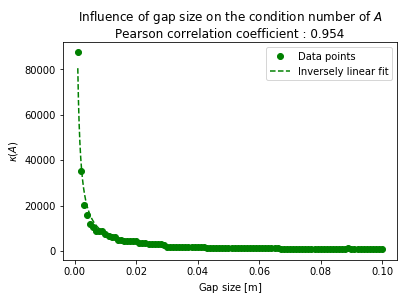 Influence of gap size on the condition number of A
Pearson correlation coefficient : 0.954
Data points
Inversely linear fit
80000
60000
40000
20000
0
κ(A)
0.00 0.02 0.04 0.06 0.08 0.10
Gap size [m]